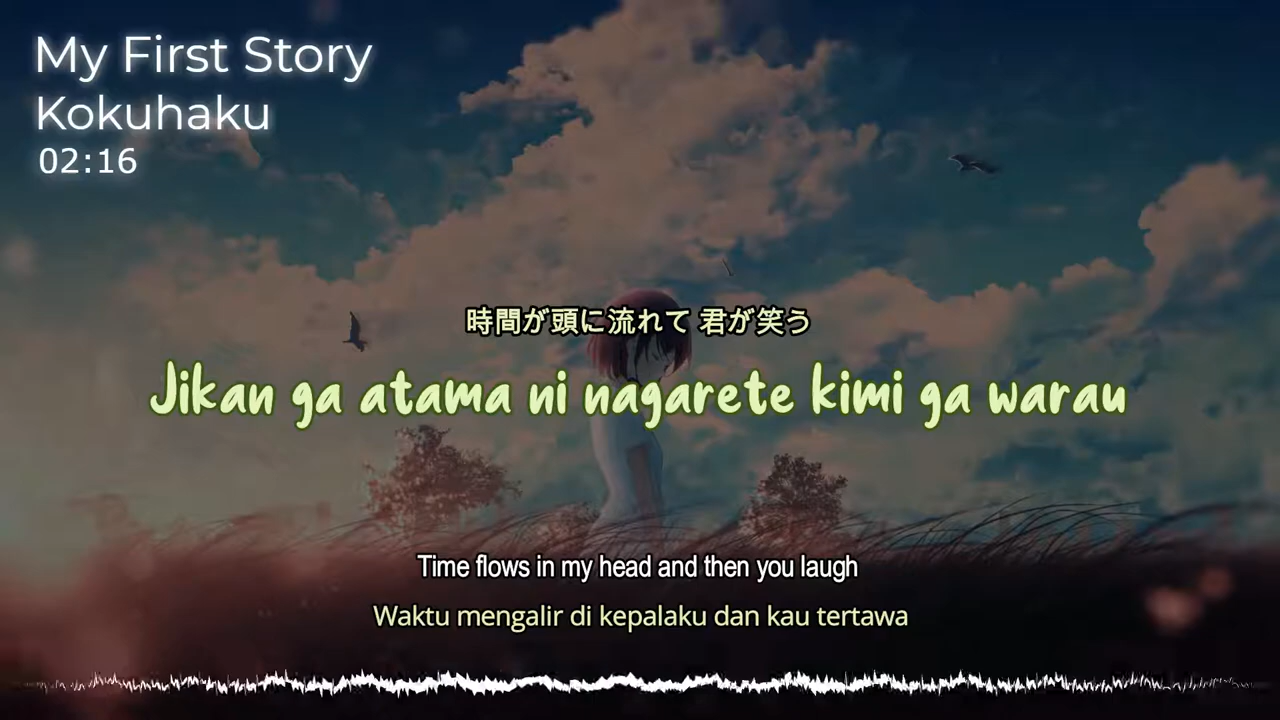 My First Story
Kokuhaku
02:16
時間が頭に流れて 君が笑う
Jikan ga atama ni nagarete kimi ga warau
Time flows in my head and then you laugh
Waktu mengalir di kepalaku dan kau tertawa